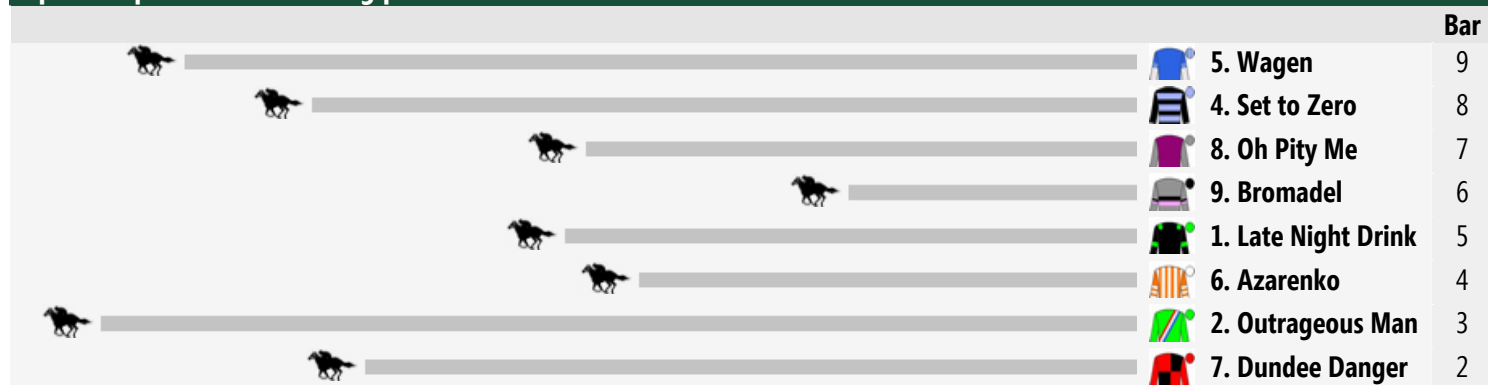 Bar
5. Wagen 9
4. Set to Zero 8
8. Oh Pity Me 7
9. Bromadel 6
1. Late Night Drink 5
6. Azarenko 4
2. Outrageous Man 3
7. Dundee Danger 2